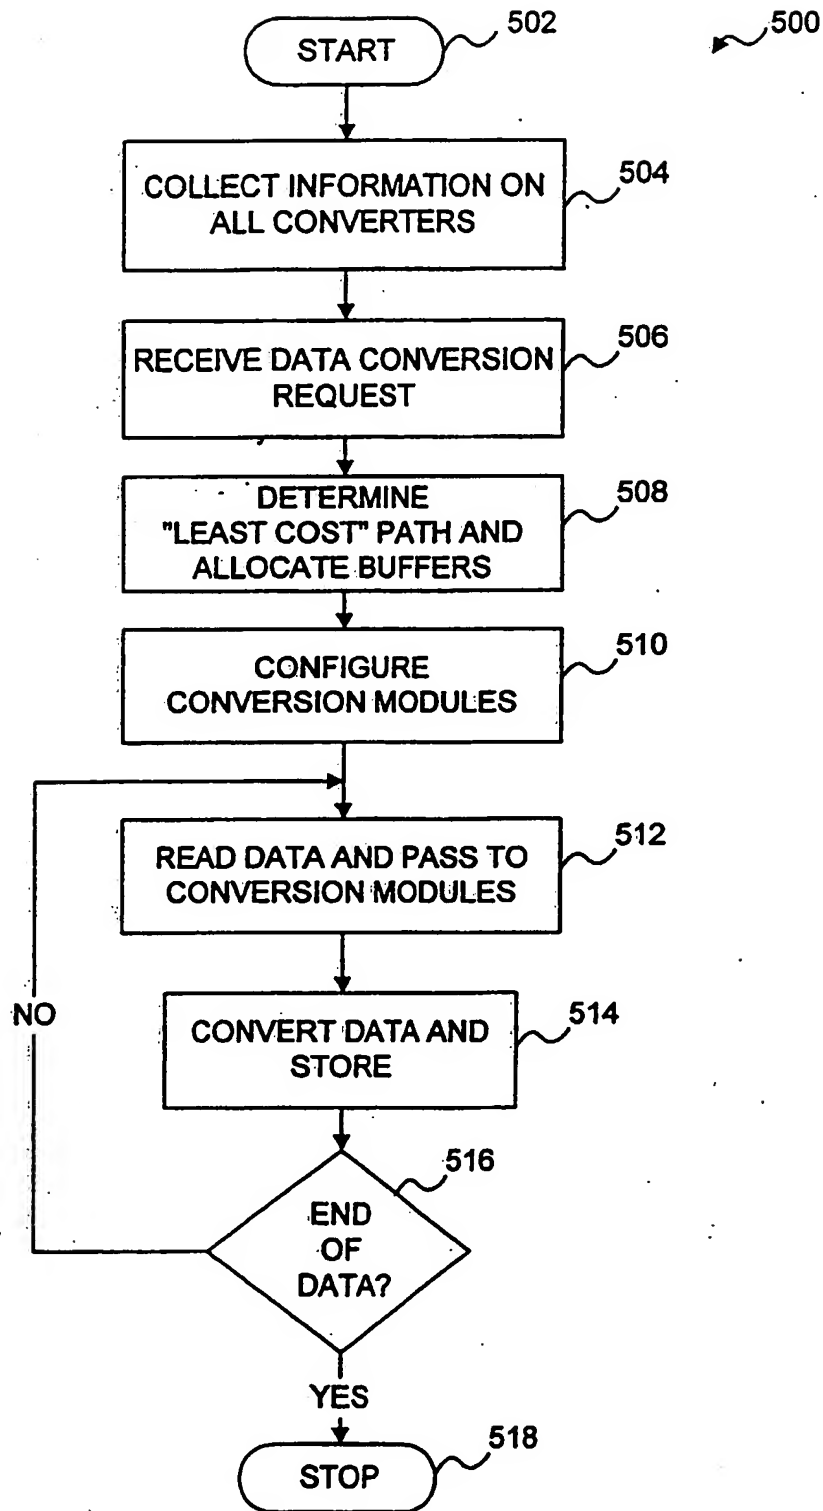 START
502
500
COLLECT INFORMATION ON
ALL CONVERTERS
504
RECEIVE DATA CONVERSION
REQUEST
506
DETERMINE
"LEAST COST" PATH AND
ALLOCATE BUFFERS
508
CONFIGURE
CONVERSION MODULES
510
READ DATA AND PASS TO
CONVERSION MODULES
512
NO
CONVERT DATA AND
STORE
514
END
OF
DATA?
516
YES
STOP
518